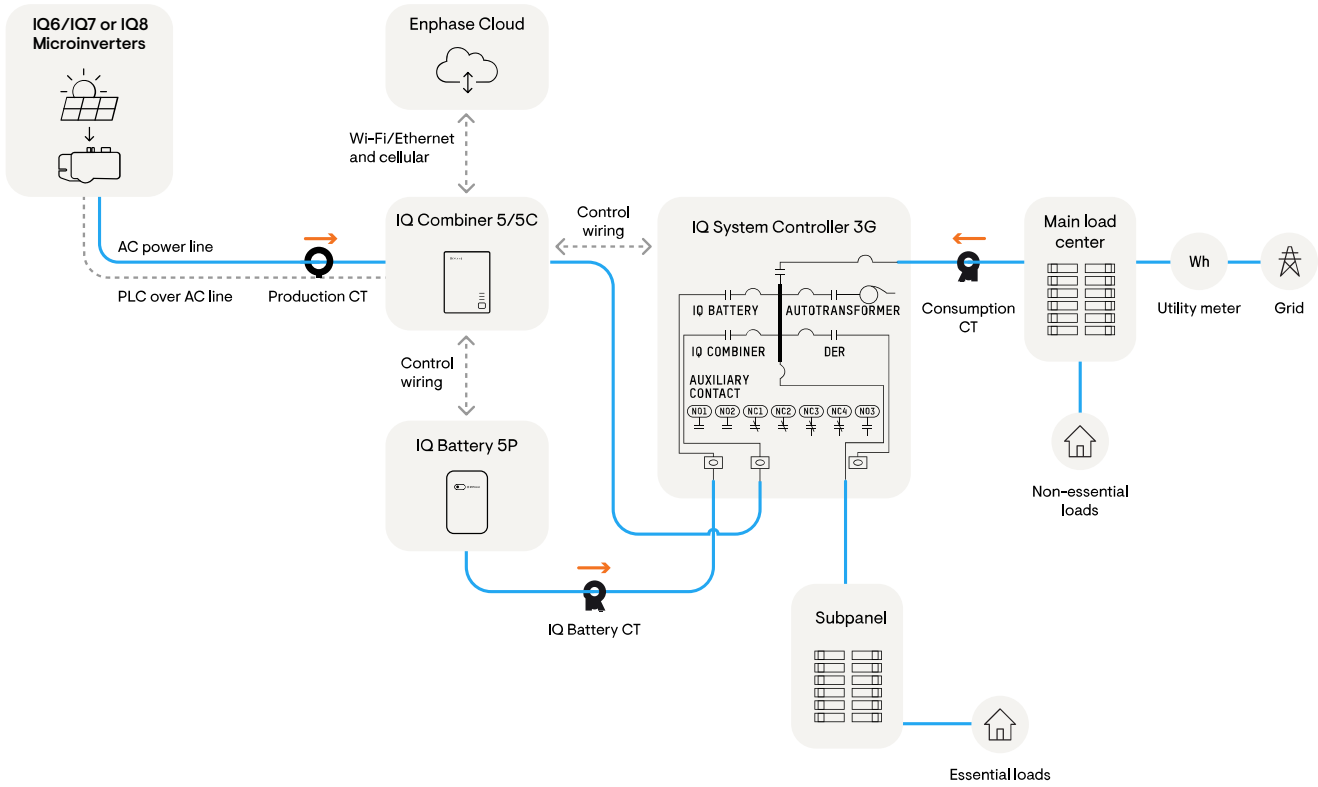 IQ6/IQ7 or IQ8
Microinverters
Enphase Cloud
Wi-Fi/Ethernet
and cellular
AC power line
PLC over AC line
Production CT
IQ Combiner 5/5C
Control
wiring
Control
wiring
IQ Battery 5P
IQ Battery CT
IQ System Controller 3G
IQ BATTERY
AUTOTRANSFORMER
IQ COMBINER
DER
AUXILIARY
CONTACT
NO1 NO2 NC1 NC2 NC3 NC4 NO3
Consumption
CT
Main load
center
Wh
Utility meter
Grid
Non-essential
loads
Subpanel
Essential loads